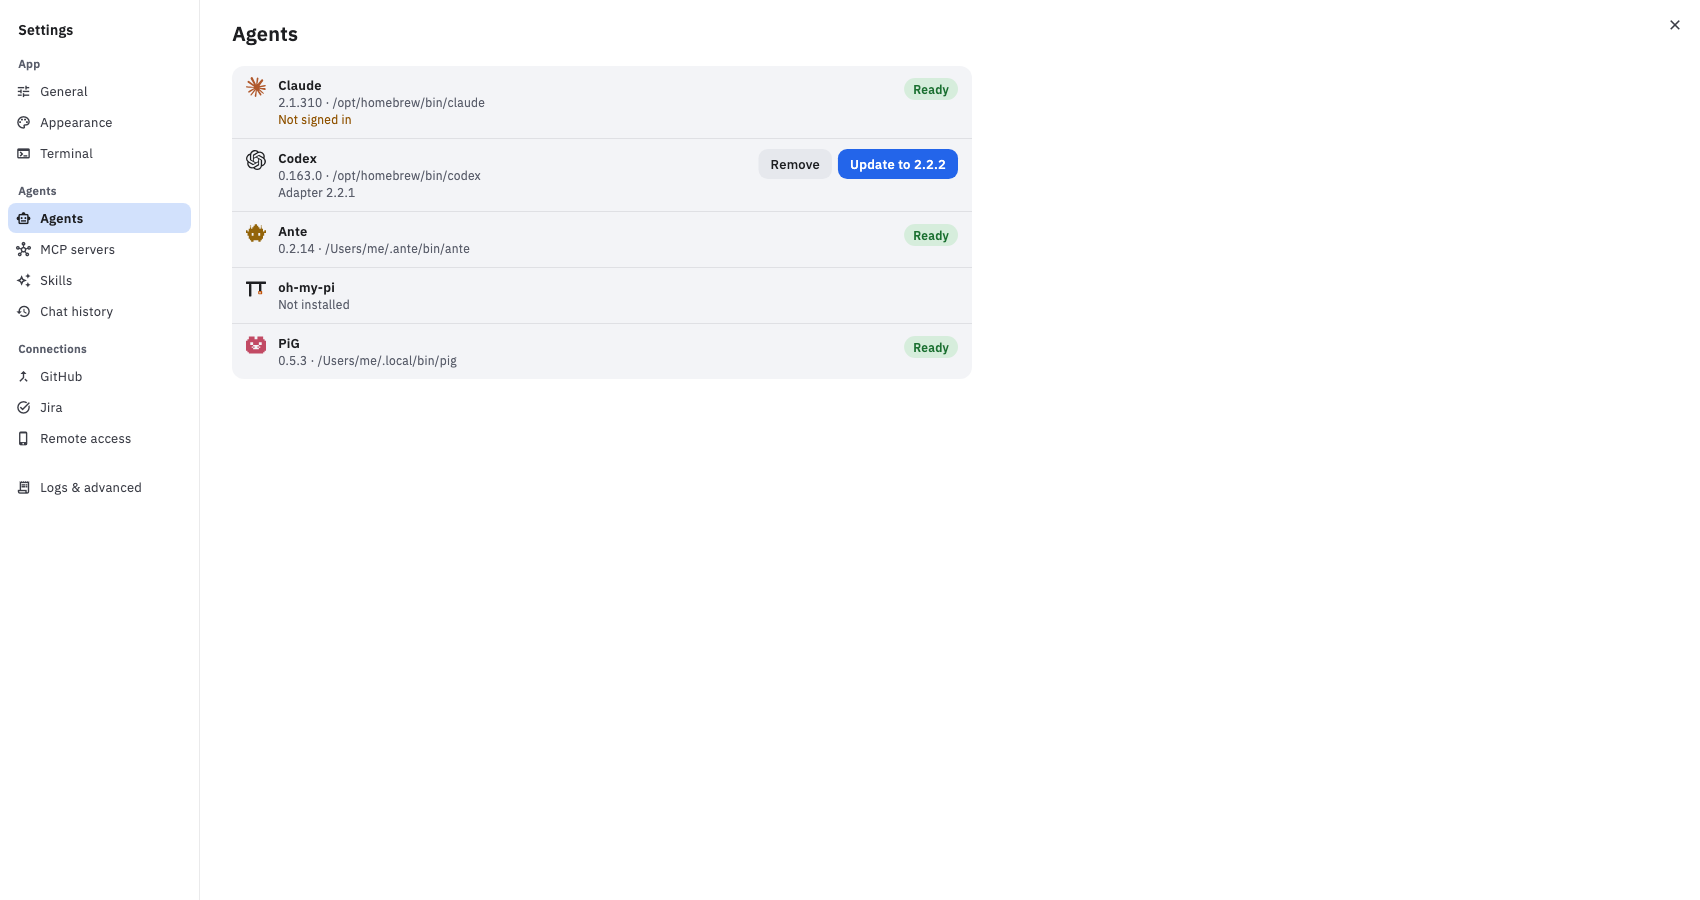 Settings
App
General
Appearance
Terminal
Agents
Agents
MCP servers
Skills
Chat history
Connections
GitHub
Jira
Remote access
Logs & advanced
Agents
Claude
2.1.310 · /opt/homebrew/bin/claude
Not signed in
Ready
Codex
0.163.0 · /opt/homebrew/bin/codex
Adapter 2.2.1
Remove
Update to 2.2.2
Ante
0.2.14 · /Users/me/.ante/bin/ante
Ready
oh-my-pi
Not installed
PiG
0.5.3 · /Users/me/.local/bin/pig
Ready